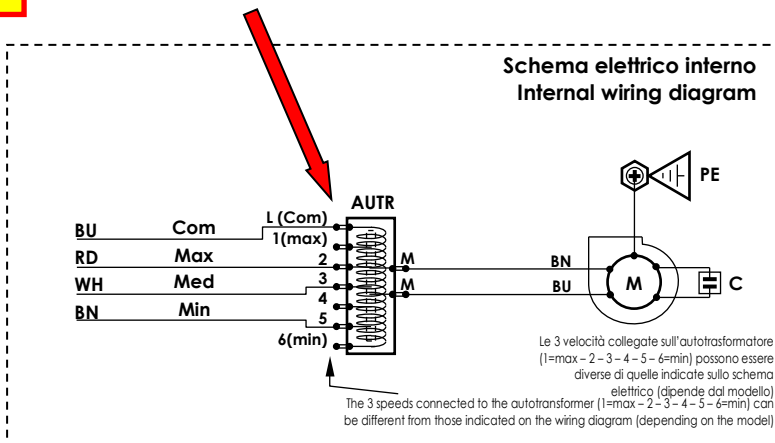 Schema elettrico interno
Internal wiring diagram
PE
AUTR
L (Com)
BU Com
1(max)
RD Max 2 M BN
WH Med 3 M BU M C
4
BN Min 5
6(min)
Le 3 velocità collegate sull'autotrasformatore
(1=max – 2 – 3 – 4 – 5 – 6=min) possono essere
diverse di quelle indicate sullo schema
elettrico (dipende dal modello)
The 3 speeds connected to the autotransformer (1=max – 2 – 3 – 4 – 5 – 6=min) can
be different from those indicated on the wiring diagram (depending on the model)